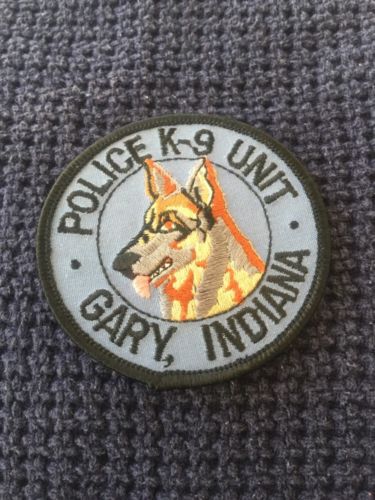 POLICE K-9 UNIT
GARY, INDIANA